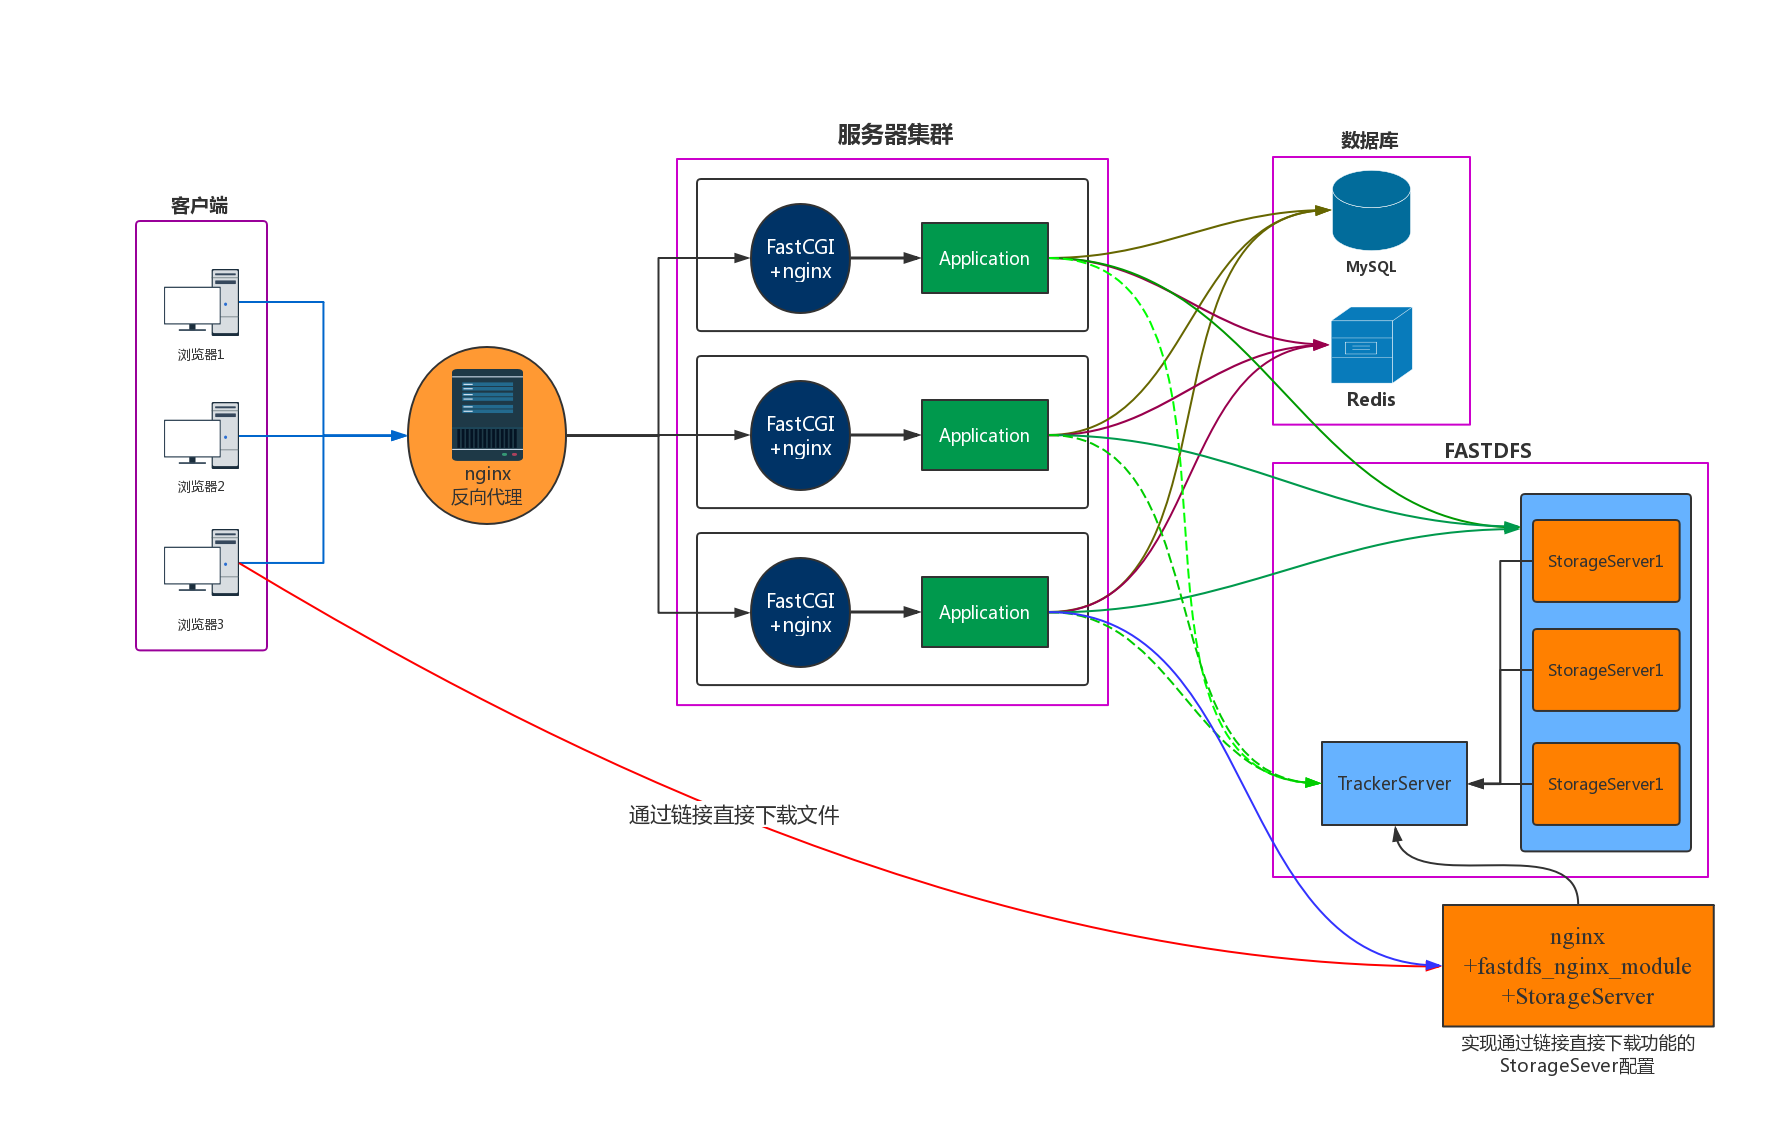 客户端
浏览器1
浏览器2
浏览器3
nginx
反向代理
服务器集群
FastCGI
+nginx
Application
FastCGI
+nginx
Application
FastCGI
+nginx
Application
数据库
MySQL
Redis
FASTDFS
StorageServer1
StorageServer1
StorageServer1
TrackerServer
通过链接直接下载文件
nginx
+fastdfs_nginx_module
+StorageServer
实现通过链接直接下载功能的
StorageSever配置